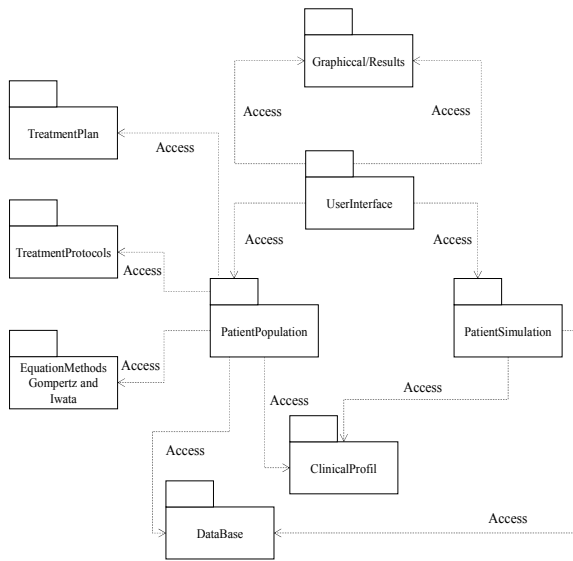 Graphiccal/Results
Access
Access
TreatmentPlan
Access
UserInterface
TreatmentProtocols
Access
Access
Access
PatientPopulation
PatientSimulation
EquationMethods
Gompertz and
Iwata
Access
Access
Access
Access
ClinicalProfil
Access
DataBase